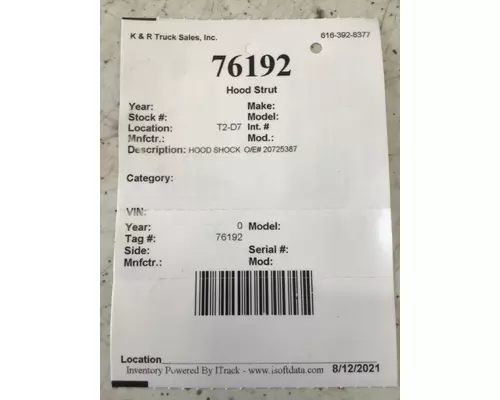 K & R Truck Sales, Inc. 616-392-8377
76192
Hood Strut
Year: Make:
Stock #: Model:
Location: T2-D7 Int. #
Mnfctr.: Mod.:
Description: HOOD SHOCK O/E# 20725387
Category:
VIN:
Year: 0 Model:
Tag #: 76192
Side: Serial #:
Mnfctr.: Mod:
Location
Inventory Powered By ITrack - www.isoftdata.com 8/12/2021